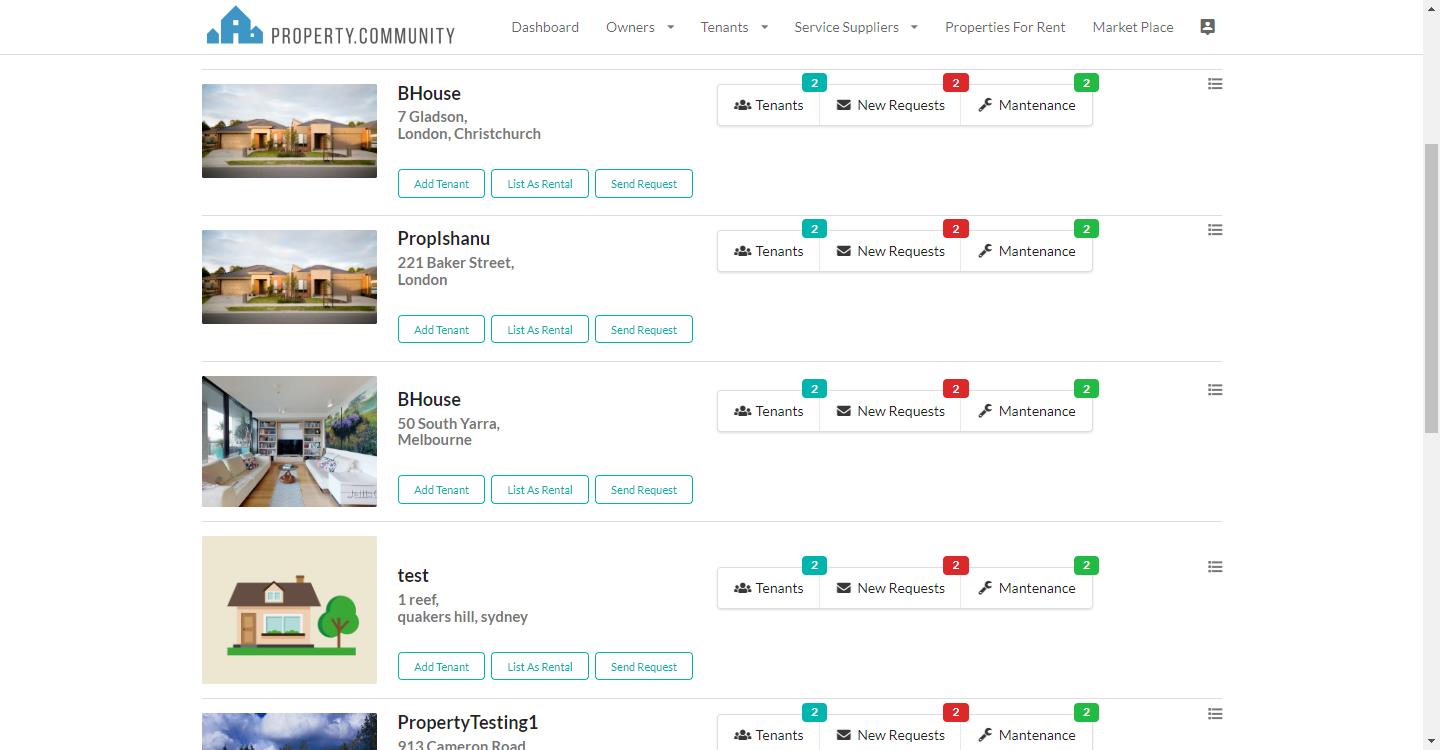 PROPERTY.COMMUNITY
Dashboard Owners Tenants Service Suppliers Properties For Rent Market Place
BHouse
7 Gladson,
London, Christchurch
2 2 2
Tenants New Requests Mantenance
Add Tenant List As Rental Send Request
PropIshanu
221 Baker Street,
London
2 2 2
Tenants New Requests Mantenance
Add Tenant List As Rental Send Request
BHouse
50 South Yarra,
Melbourne
2 2 2
Tenants New Requests Mantenance
Add Tenant List As Rental Send Request
test
1 reef,
quakers hill, sydney
2 2 2
Tenants New Requests Mantenance
Add Tenant List As Rental Send Request
PropertyTesting1
913 Cameron Road
2 2 2
Tenants New Requests Mantenance